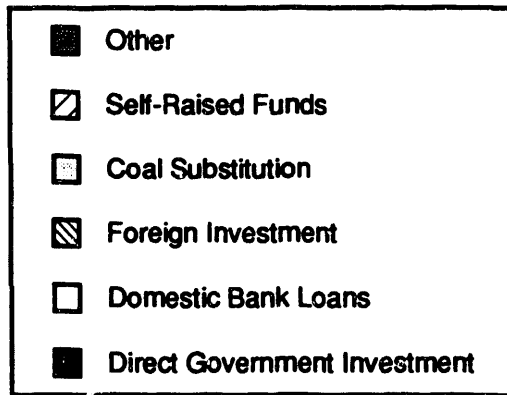 Other
Self-Raised Funds
Coal Substitution
Foreign Investment
Domestic Bank Loans
Direct Government Investment